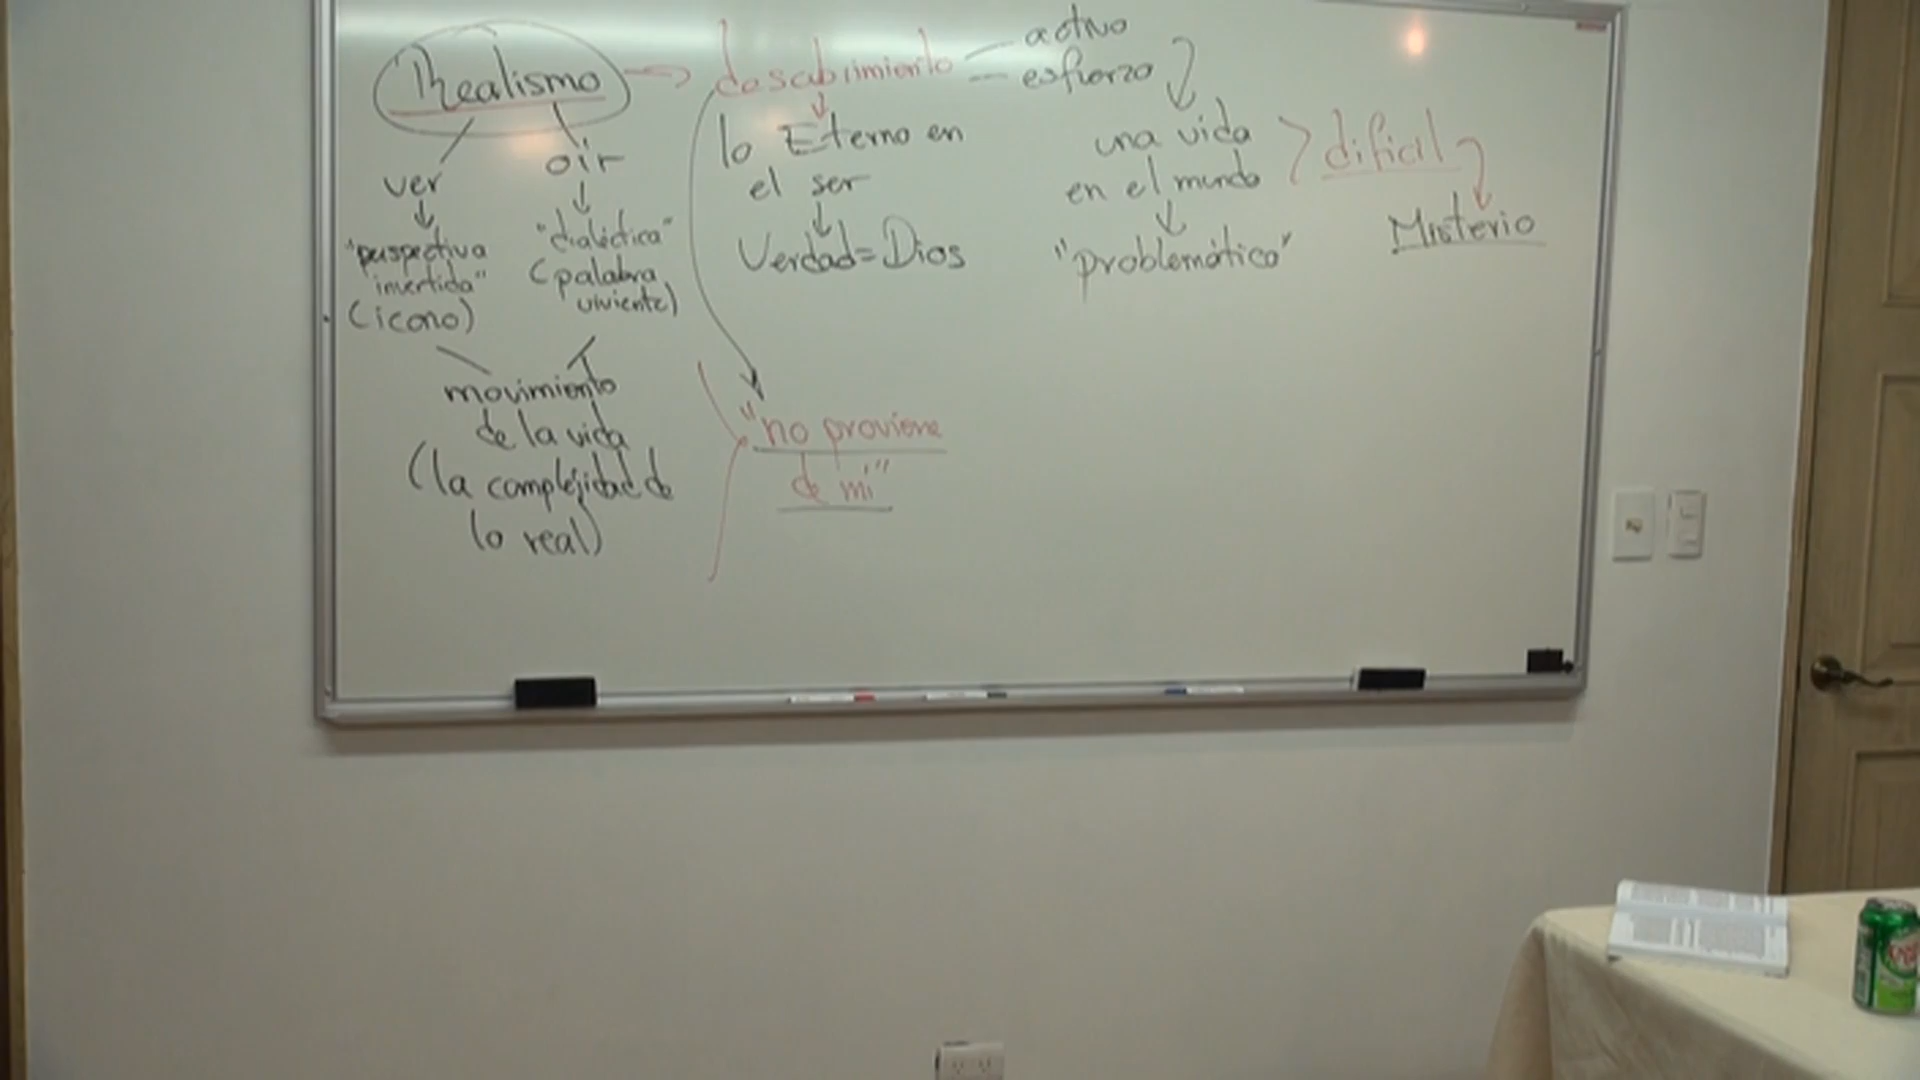 Realismo
ver
oir
"perspectiva
invertida"
(icono)
"dialéctica"
(palabra
viviente)
movimiento
de la vida
(la complejidad de
lo real)
descubrimiento
lo Eterno en
el ser
Verdad=Dios
"no proviene
de mi"
activo
esfuerzo
una vida
en el mundo
"problemático"
dificil
Misterio